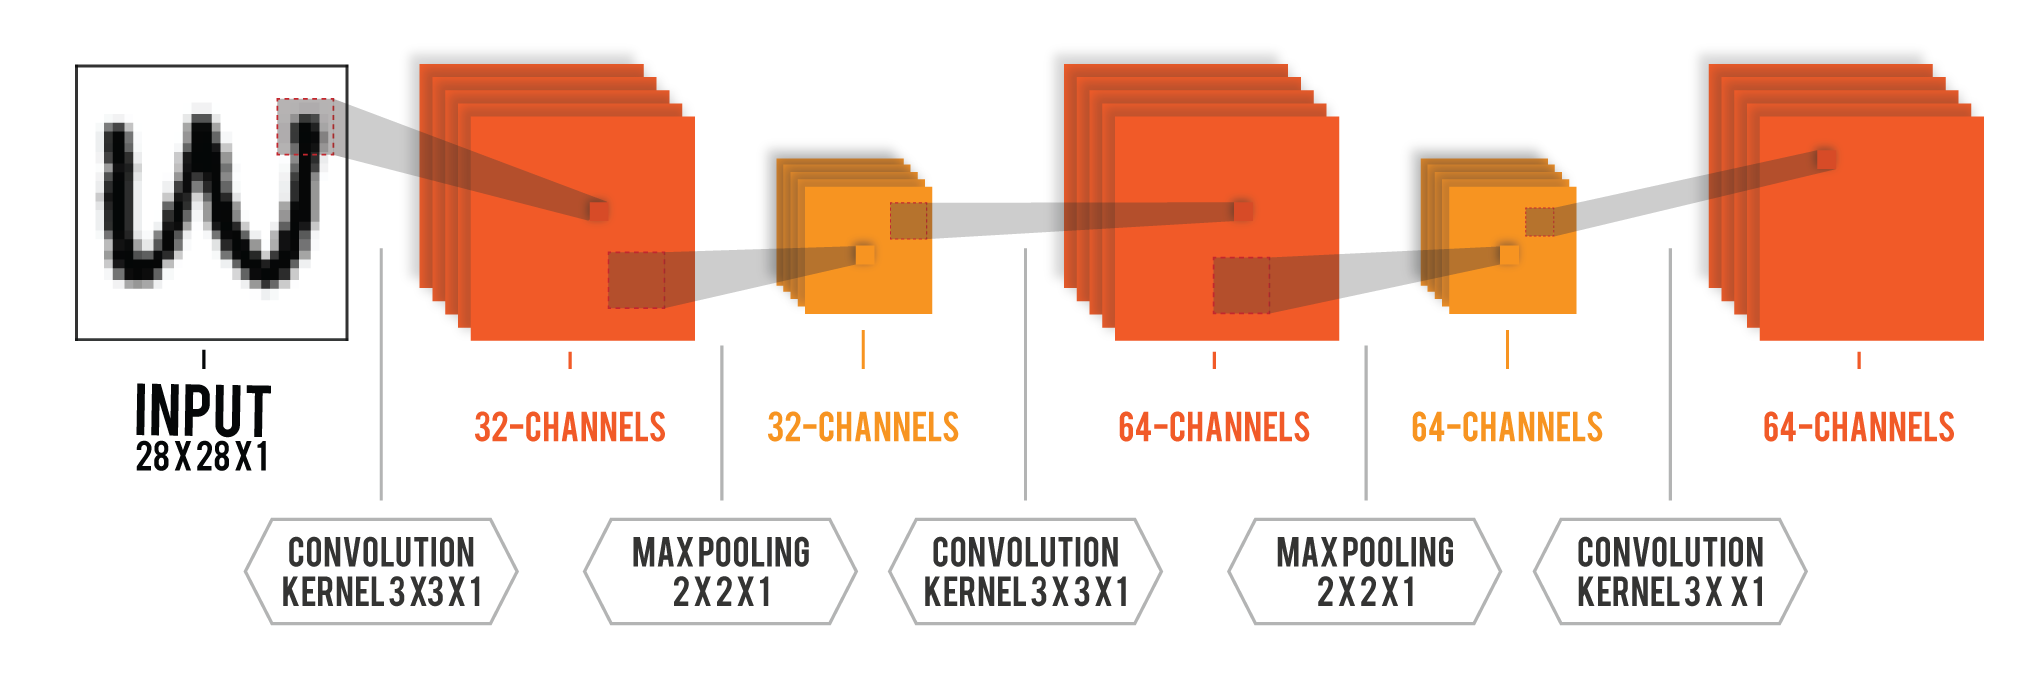 INPUT
28 X 28 X 1
32-CHANNELS
32-CHANNELS
64-CHANNELS
64-CHANNELS
64-CHANNELS
CONVOLUTION
KERNEL 3 X3 X 1
MAX POOLING
2 X 2 X 1
CONVOLUTION
KERNEL 3 X 3 X 1
MAX POOLING
2 X 2 X 1
CONVOLUTION
KERNEL 3 X X 1